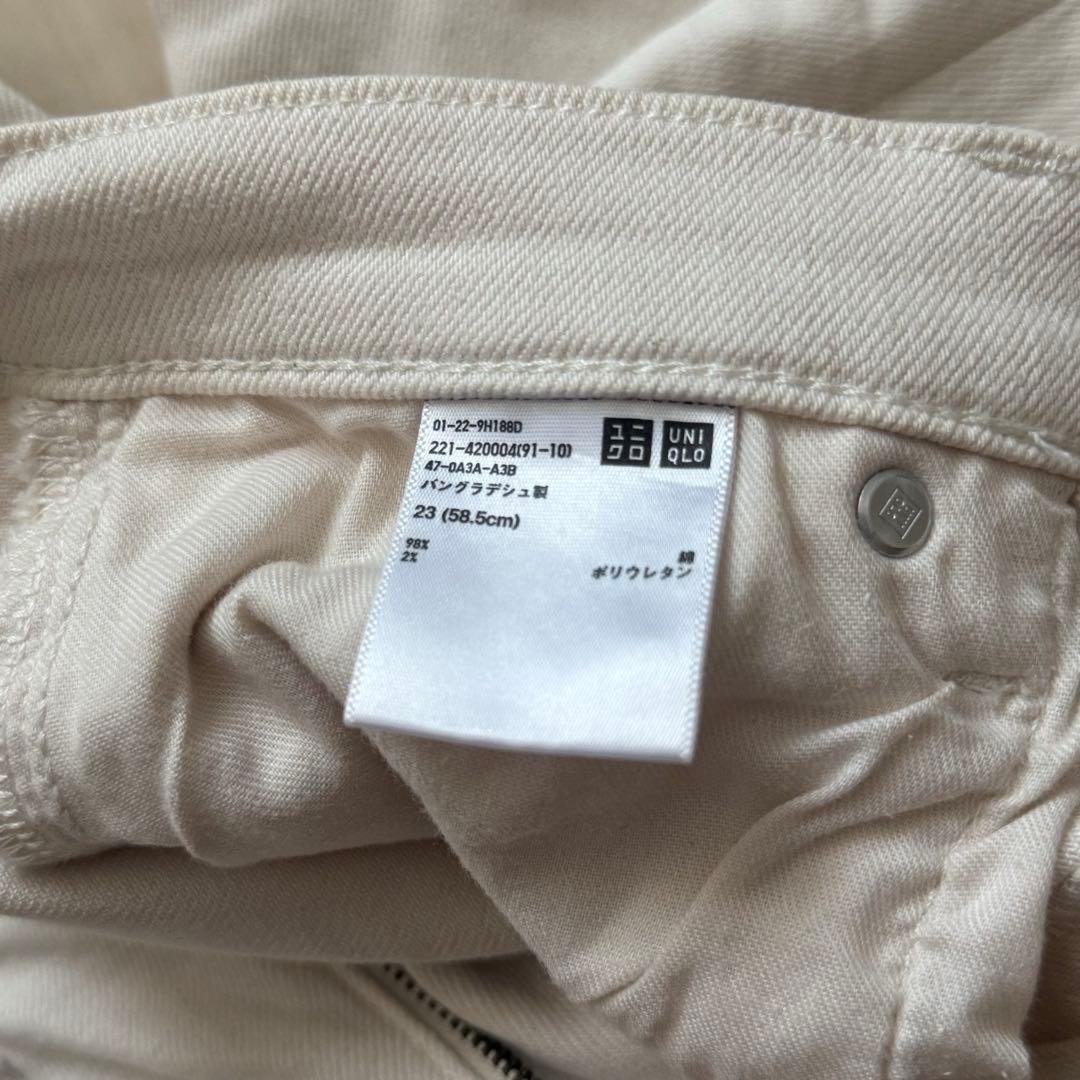 01-22-9H188D
221-420004(91-10)
47-0A3A-A3B
バングラデシュ製
23 (58.5cm)
98% 綿
2% ポリウレタン
ユニ
クロ
UNI
QLO